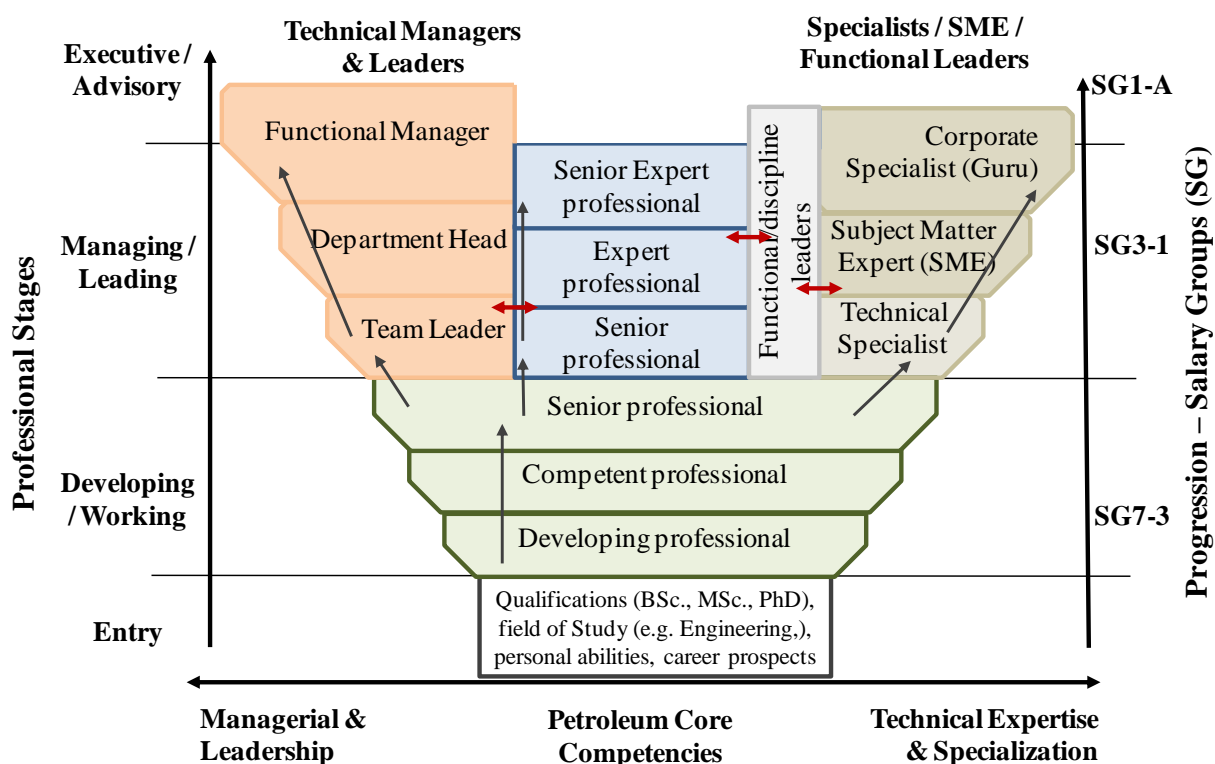 Technical Managers
& Leaders
Specialists / SME /
Functional Leaders
Executive /
Advisory
SG1-A
Functional Manager
Corporate
Specialist (Guru)
Senior Expert
professional
Functional/discipline
leaders
Managing /
Leading
Department Head
Expert
professional
Subject Matter
Expert (SME)
SG3-1
Team Leader
Senior
professional
Technical
Specialist
Professional Stages
Progression – Salary Groups (SG)
Senior professional
Competent professional
Developing
/ Working
SG7-3
Developing professional
Entry
Qualifications (BSc., MSc., PhD),
field of Study (e.g. Engineering,),
personal abilities, career prospects
Managerial &
Leadership
Petroleum Core
Competencies
Technical Expertise
& Specialization